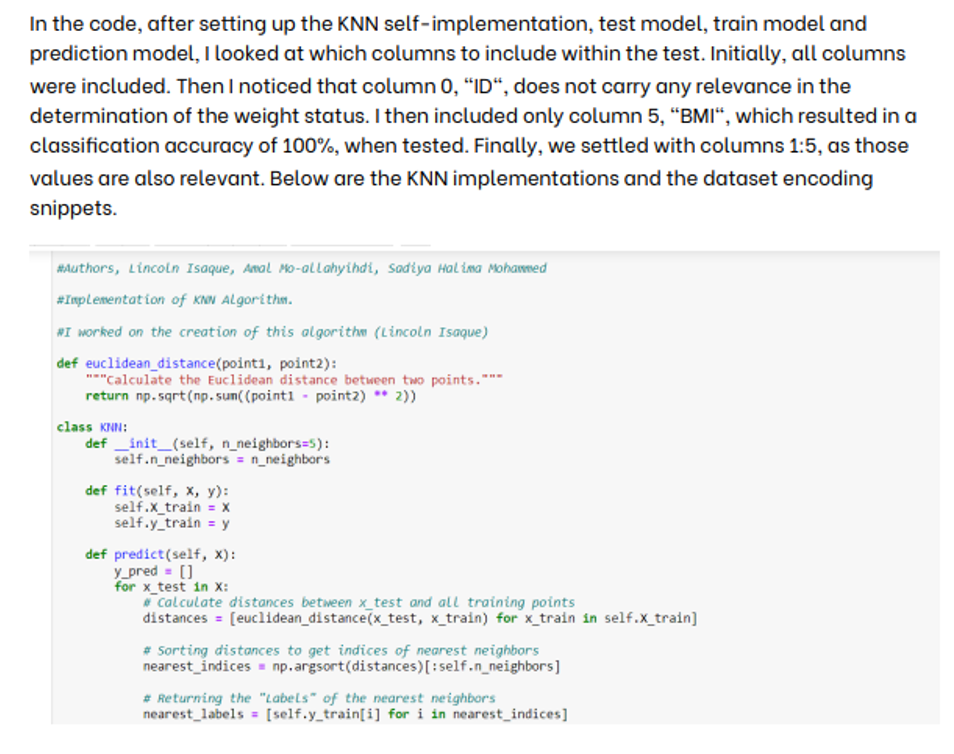 In the code, after setting up the KNN self-implementation, test model, train model and
prediction model, I looked at which columns to include within the test. Initially, all columns
were included. Then I noticed that column 0, “ID“, does not carry any relevance in the
determination of the weight status. I then included only column 5, “BMI“, which resulted in a
classification accuracy of 100%, when tested. Finally, we settled with columns 1:5, as those
values are also relevant. Below are the KNN implementations and the dataset encoding
snippets.
#Authors, Lincoln Isaque, Amal Mo-allahyihdi, Sadiya Halima Mohammed
#Implementation of KNN Algorithm.
#I worked on the creation of this algorithm (Lincoln Isaque)
def euclidean_distance(point1, point2):
    """Calculate the Euclidean distance between two points."""
    return np.sqrt(np.sum((point1 - point2) ** 2))
class KNN:
    def __init__(self, n_neighbors=5):
        self.n_neighbors = n_neighbors
    def fit(self, X, y):
        self.X_train = X
        self.y_train = y
    def predict(self, X):
        y_pred = []
        for x_test in X:
            # Calculate distances between x_test and all training points
            distances = [euclidean_distance(x_test, x_train) for x_train in self.X_train]
            # Sorting distances to get indices of nearest neighbors
            nearest_indices = np.argsort(distances)[:self.n_neighbors]
            # Returning the "Labels" of the nearest neighbors
            nearest_labels = [self.y_train[i] for i in nearest_indices]